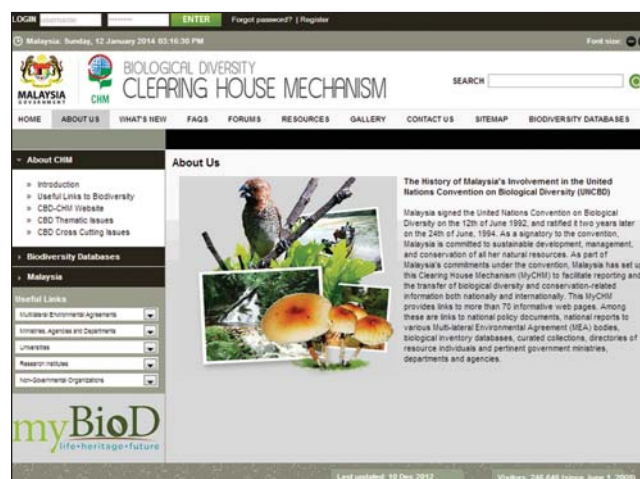 LOGIN username •••••••• ENTER Forgot password? | Register
Malaysia: Sunday, 12 January 2014 03:16:30 PM Font size:
MALAYSIA
GOVERNMENT
CHM
BIOLOGICAL DIVERSITY
CLEARING HOUSE MECHANISM
SEARCH
HOME ABOUT US WHAT'S NEW FAQS FORUMS RESOURCES GALLERY CONTACT US SITEMAP BIODIVERSITY DATABASES
About CHM
» Introduction
» Useful Links to Biodiversity
» CBD-CHM Website
» CBD Thematic Issues
» CBD Cross Cutting Issues
› Biodiversity Databases
› Malaysia
Useful Links
Multilateral Environmental Agreements
Ministries, Agencies and Departments
Universities
Research Institutes
Non-Governmental Organizations
myBioD
life•heritage•future
About Us
The History of Malaysia's Involvement in the United
Nations Convention on Biological Diversity (UNCBD)
Malaysia signed the United Nations Convention on Biological
Diversity on the 12th of June 1992, and ratified it two years later
on the 24th of June, 1994. As a signatory to the convention,
Malaysia is committed to sustainable development, management,
and conservation of all her natural resources. As part of
Malaysia's commitments under the convention, Malaysia has set u
this Clearing House Mechanism (MyCHM) to facilitate reporting and
the transfer of biological diversity and conservation-related
information both nationally and internationally. This MyCHM
provides links to more than 70 informative web pages. Among
these are links to national policy documents, national reports to
various Multi-lateral Environmental Agreement (MEA) bodies,
biological inventory databases, curated collections, directories of
resource individuals and pertinent government ministries,
departments and agencies.
Last updated: 10 Dec 2012 Visitors: 246,646 (since June 1, 2008)